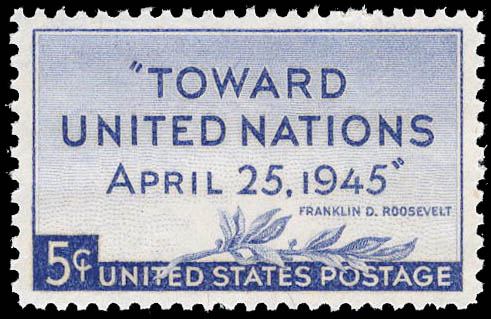 "TOWARD
UNITED NATIONS
APRIL 25, 1945"
FRANKLIN D. ROOSEVELT
5¢ UNITED STATES POSTAGE